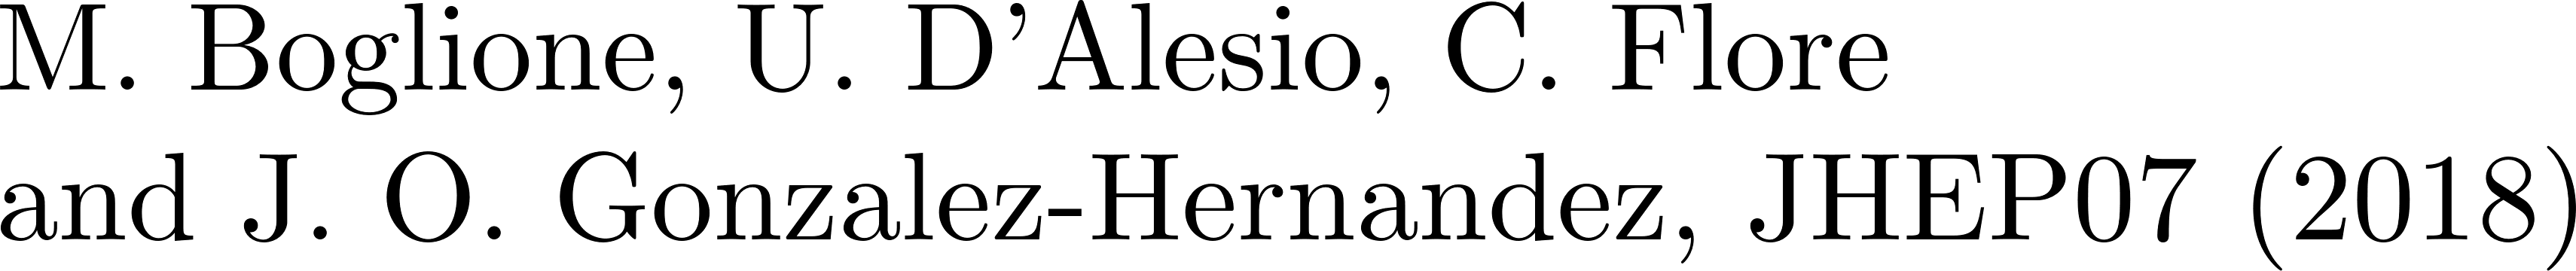 M. Boglione, U. D’Alesio, C. Flore
and J. O. Gonzalez-Hernandez, JHEP07 (2018)